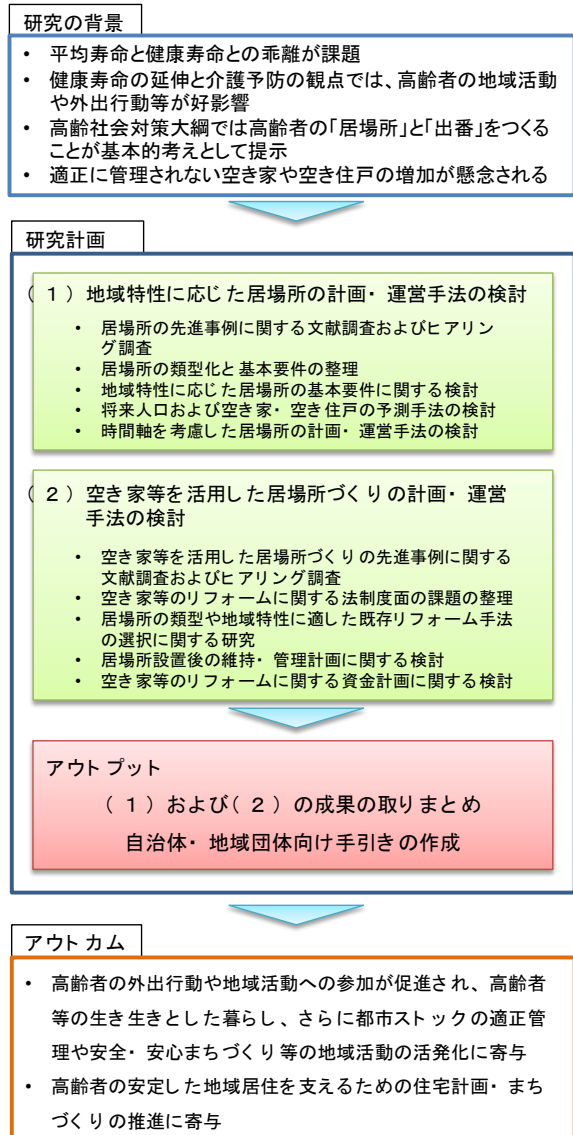 研究の背景
• 平均寿命と健康寿命との乖離が課題
• 健康寿命の延伸と介護予防の観点では、高齢者の地域活動
や外出行動等が好影響
• 高齢社会対策大綱では高齢者の「居場所」と「出番」をつくる
ことが基本的考えとして提示
• 適正に管理されない空き家や空き住戸の増加が懸念される
研究計画
(1)地域特性に応じた居場所の計画・運営手法の検討
• 居場所の先進事例に関する文献調査およびヒアリン
グ調査
• 居場所の類型化と基本要件の整理
• 地域特性に応じた居場所の基本要件に関する検討
• 将来人口および空き家・空き住戸の予測手法の検討
• 時間軸を考慮した居場所の計画・運営手法の検討
(2)空き家等を活用した居場所づくりの計画・運営
手法の検討
• 空き家等を活用した居場所づくりの先進事例に関する
文献調査およびヒアリング調査
• 空き家等のリフォームに関する法制度面の課題の整理
• 居場所の類型や地域特性に適した既存リフォーム手法
の選択に関する研究
• 居場所設置後の維持・管理計画に関する検討
• 空き家等のリフォームに関する資金計画に関する検討
アウトプット
(1)および(2)の成果の取りまとめ
自治体・地域団体向け手引きの作成
アウトカム
• 高齢者の外出行動や地域活動への参加が促進され、高齢者
等の生き生きとした暮らし、さらに都市ストックの適正管
理や安全・安心まちづくり等の地域活動の活発化に寄与
• 高齢者の安定した地域居住を支えるための住宅計画・まち
づくりの推進に寄与